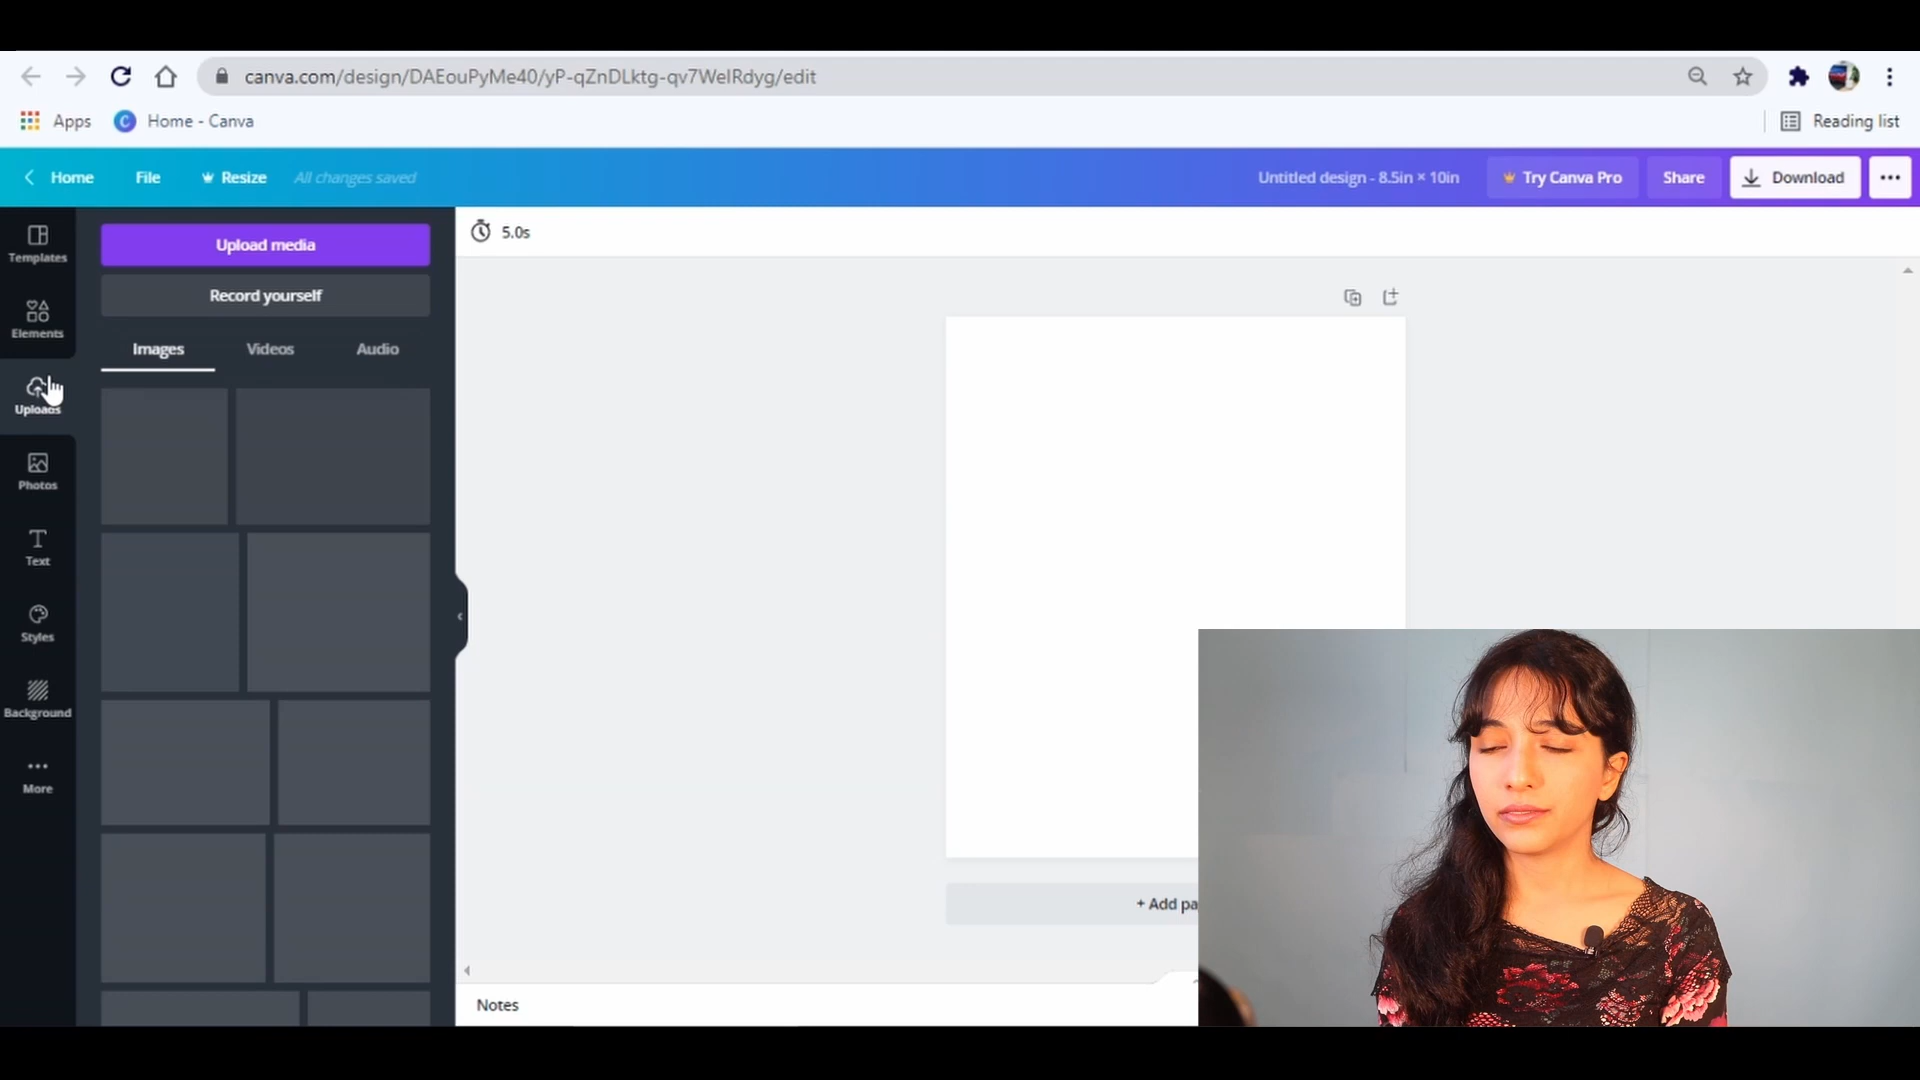 canva.com/design/DAEouPyMe40/yP-qZnDLktg-qv7WelRdyg/edit
Apps
Home - Canva
Reading list
Home
File
Resize
All changes saved
Untitled design - 8.5in × 10in
Try Canva Pro
Share
Download
Templates
Elements
Uploads
Photos
Text
Styles
Background
More
Upload media
Record yourself
Images
Videos
Audio
5.0s
+ Add pa
Notes